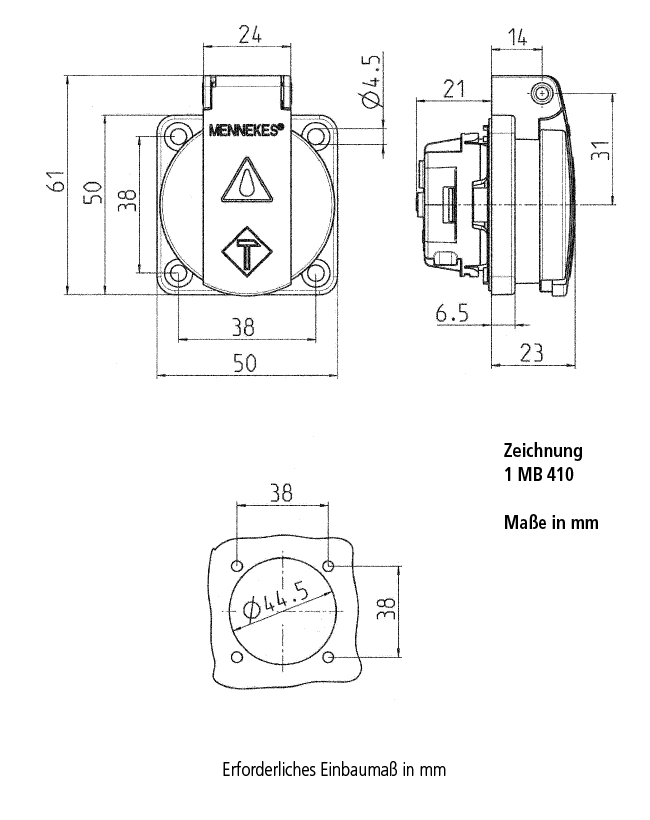 24
14
Ø4.5
21
MENNEKES®
61
50
38
31
T
38
50
6.5
23
Zeichnung
1 MB 410
Maße in mm
38
Ø44.5
38
Erforderliches Einbaumaß in mm